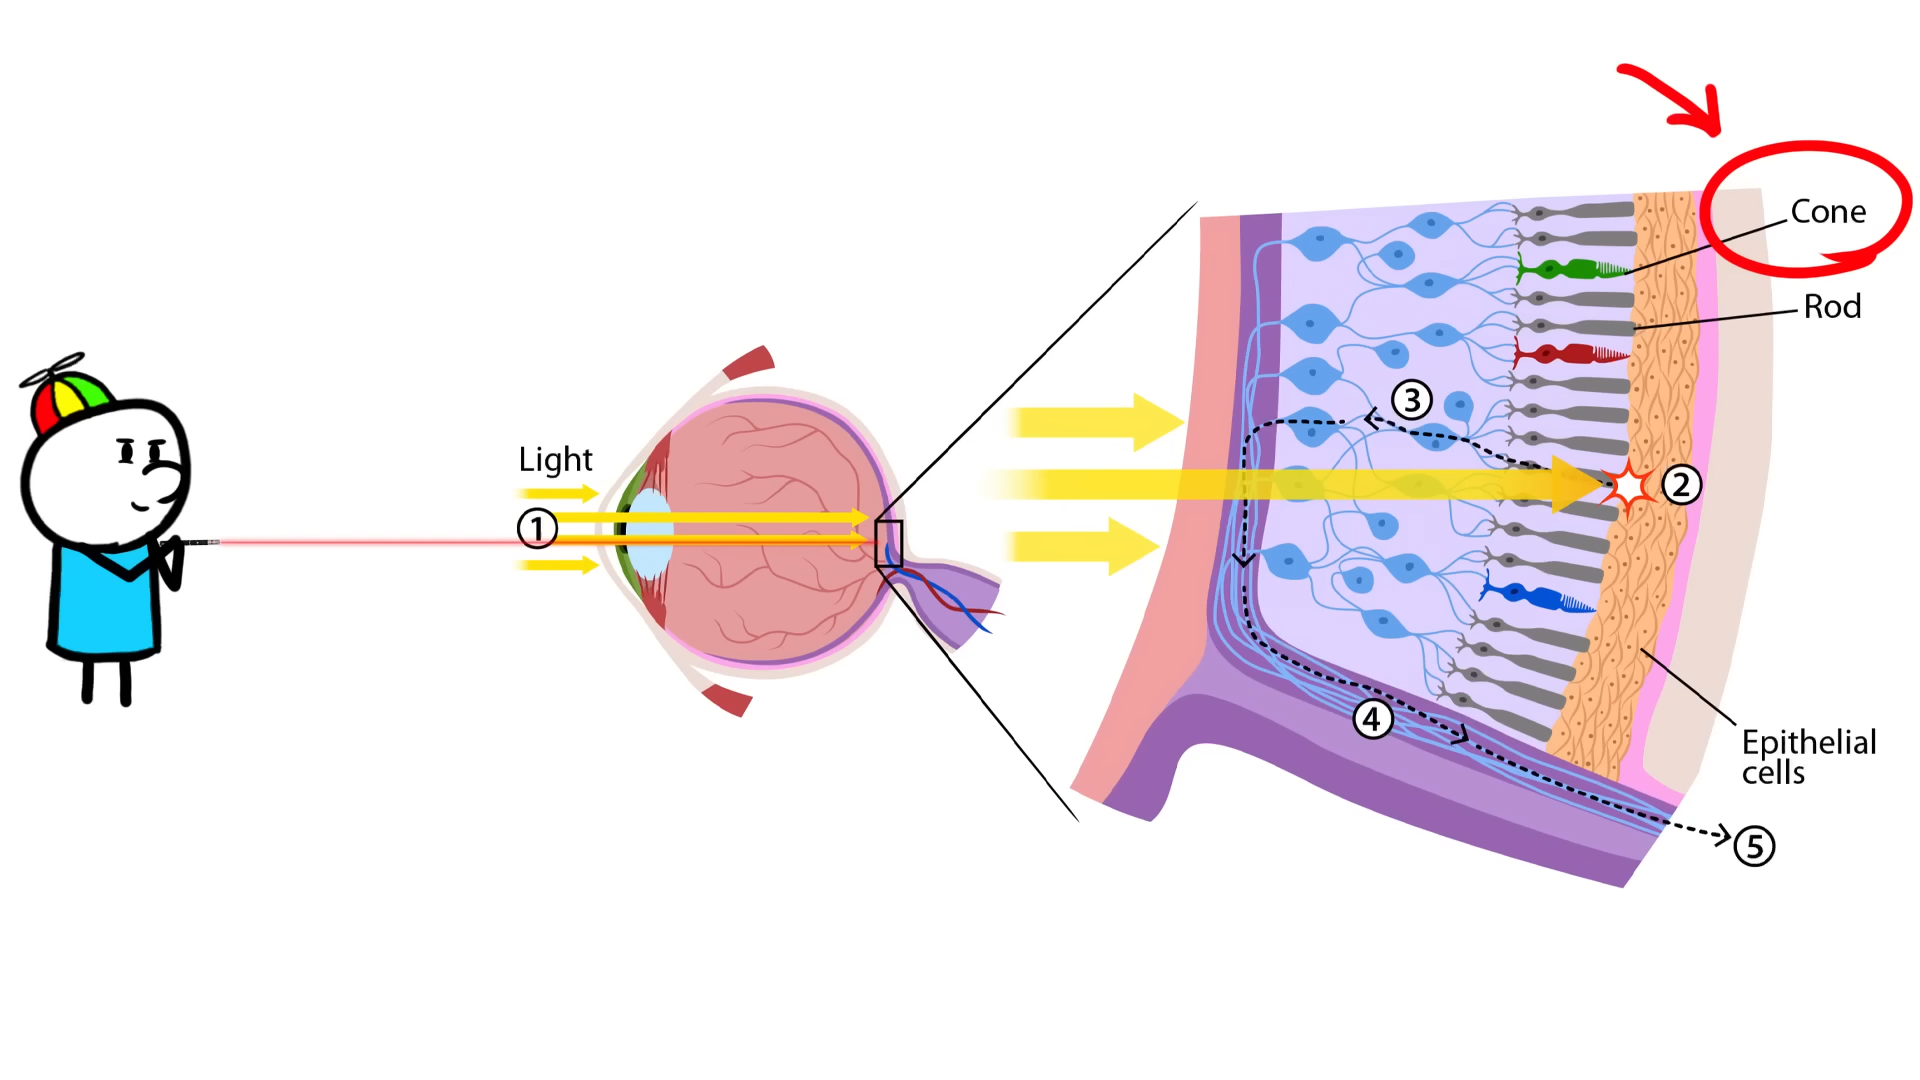 Cone
Rod
③
Light
②
①
④
Epithelial
cells
⑤